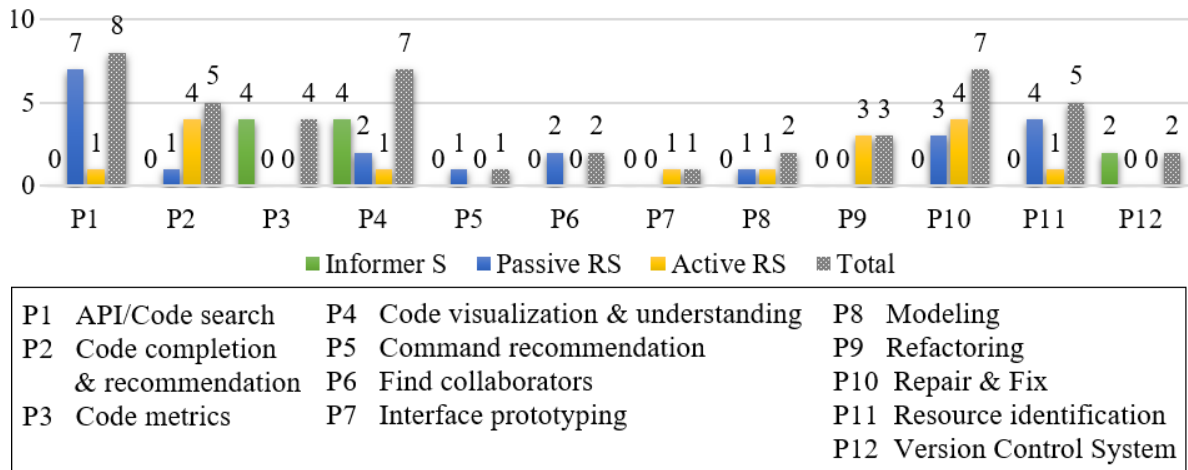 10
7 8
4 5
4 4
4 2 7
3 3
3 4 7
4 5
5
0 1
0 1
0 0
1
0 1 0 1
0 2 0 2
0 0 1 1
0 1 1 2
0 0
0
0 1
2 0 0 2
0
P1 P2 P3 P4 P5 P6 P7 P8 P9 P10 P11 P12
Informer S Passive RS Active RS Total
P1 API/Code search
P2 Code completion
& recommendation
P3 Code metrics
P4 Code visualization & understanding
P5 Command recommendation
P6 Find collaborators
P7 Interface prototyping
P8 Modeling
P9 Refactoring
P10 Repair & Fix
P11 Resource identification
P12 Version Control System